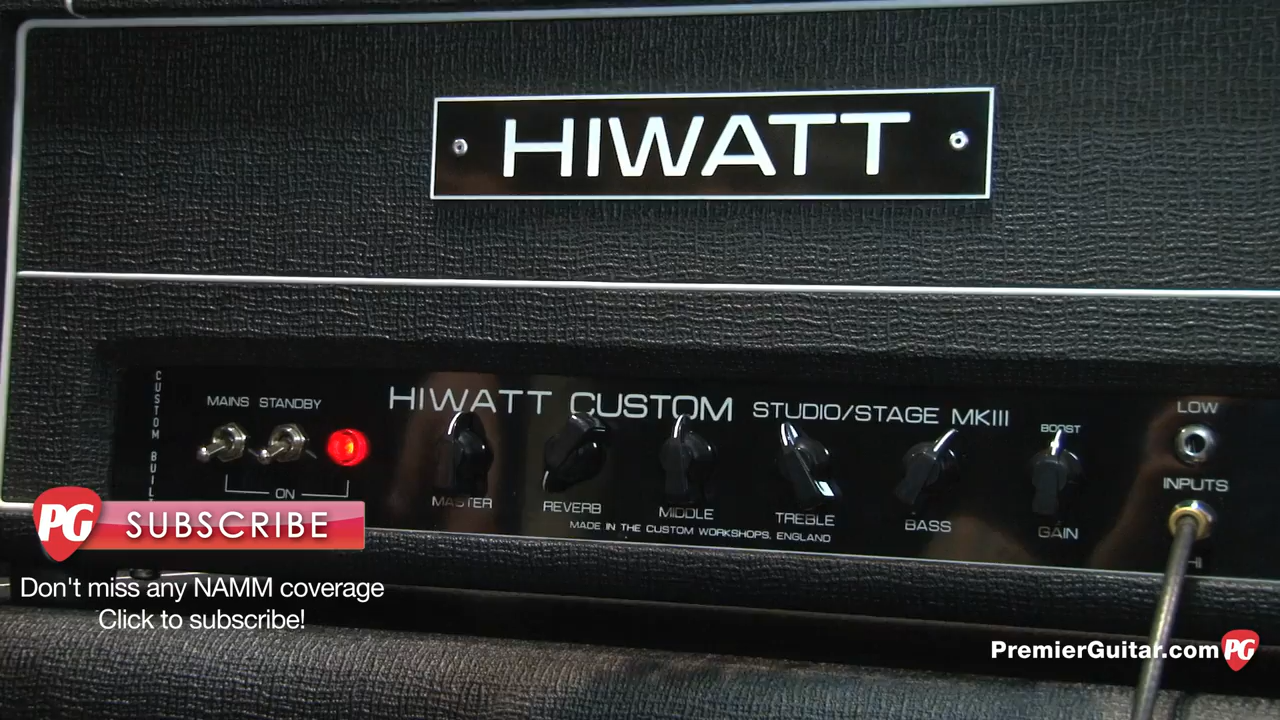 HIWATT
CUSTOM BUILT
MAINS STANDBY
ON
HIWATT CUSTOM STUDIO/STAGE MKIII
MASTER
REVERB
MIDDLE
TREBLE
BASS
BOOST
GAIN
LOW
INPUTS
HI
MADE IN THE CUSTOM WORKSHOPS, ENGLAND
PG SUBSCRIBE
Don't miss any NAMM coverage
Click to subscribe!
PremierGuitar.com PG